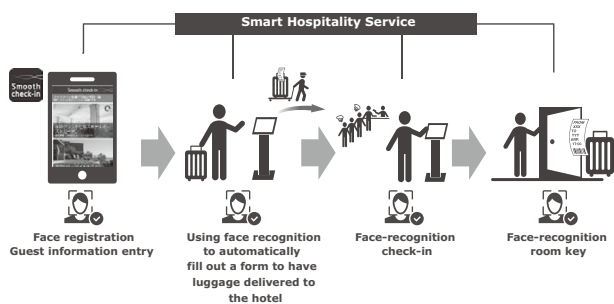 Smart Hospitality Service
Smooth
check-in
Smooth check-in
Face registration
Guest information entry
Using face recognition
to automatically
fill out a form to have
luggage delivered to
the hotel
Face-recognition
check-in
Face-recognition
room key